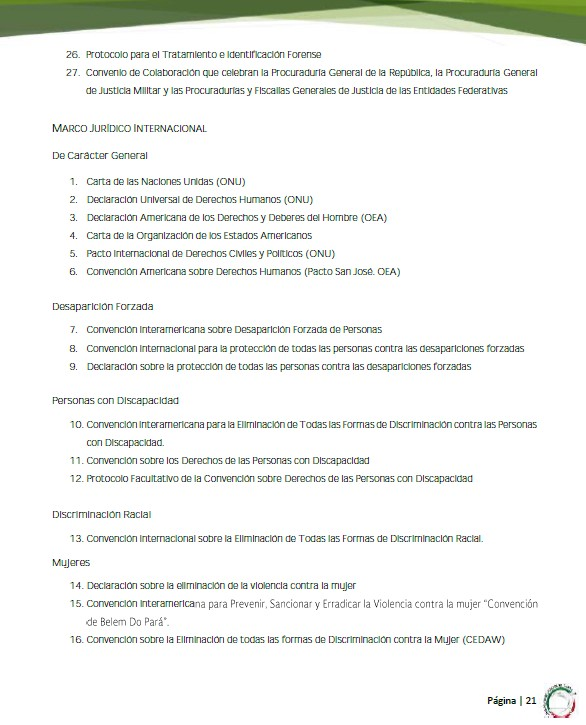 26. Protocolo para el Tratamiento e Identificación Forense
27. Convenio de Colaboración que celebran la Procuraduría General de la República, la Procuraduría General
de Justicia Militar y las Procuradurías y Fiscalías Generales de Justicia de las Entidades Federativas
MARCO JURÍDICO INTERNACIONAL
De Carácter General
1. Carta de las Naciones Unidas (ONU)
2. Declaración Universal de Derechos Humanos (ONU)
3. Declaración Americana de los Derechos y Deberes del Hombre (OEA)
4. Carta de la Organización de los Estados Americanos
5. Pacto Internacional de Derechos Civiles y Políticos (ONU)
6. Convención Americana sobre Derechos Humanos (Pacto San José. OEA)
Desaparición Forzada
7. Convención Interamericana sobre Desaparición Forzada de Personas
8. Convención Internacional para la protección de todas las personas contra las desapariciones forzadas
9. Declaración sobre la protección de todas las personas contra las desapariciones forzadas
Personas con Discapacidad
10. Convención Interamericana para la Eliminación de Todas las Formas de Discriminación contra las Personas
con Discapacidad.
11. Convención sobre los Derechos de las Personas con Discapacidad
12. Protocolo Facultativo de la Convención sobre Derechos de las Personas con Discapacidad
Discriminación Racial
13. Convención Internacional sobre la Eliminación de Todas las Formas de Discriminación Racial.
Mujeres
14. Declaración sobre la eliminación de la violencia contra la mujer
15. Convención Interamericana para Prevenir, Sancionar y Erradicar la Violencia contra la mujer "Convención
de Belem Do Pará".
16. Convención sobre la Eliminación de todas las formas de Discriminación contra la Mujer (CEDAW)
Página | 21